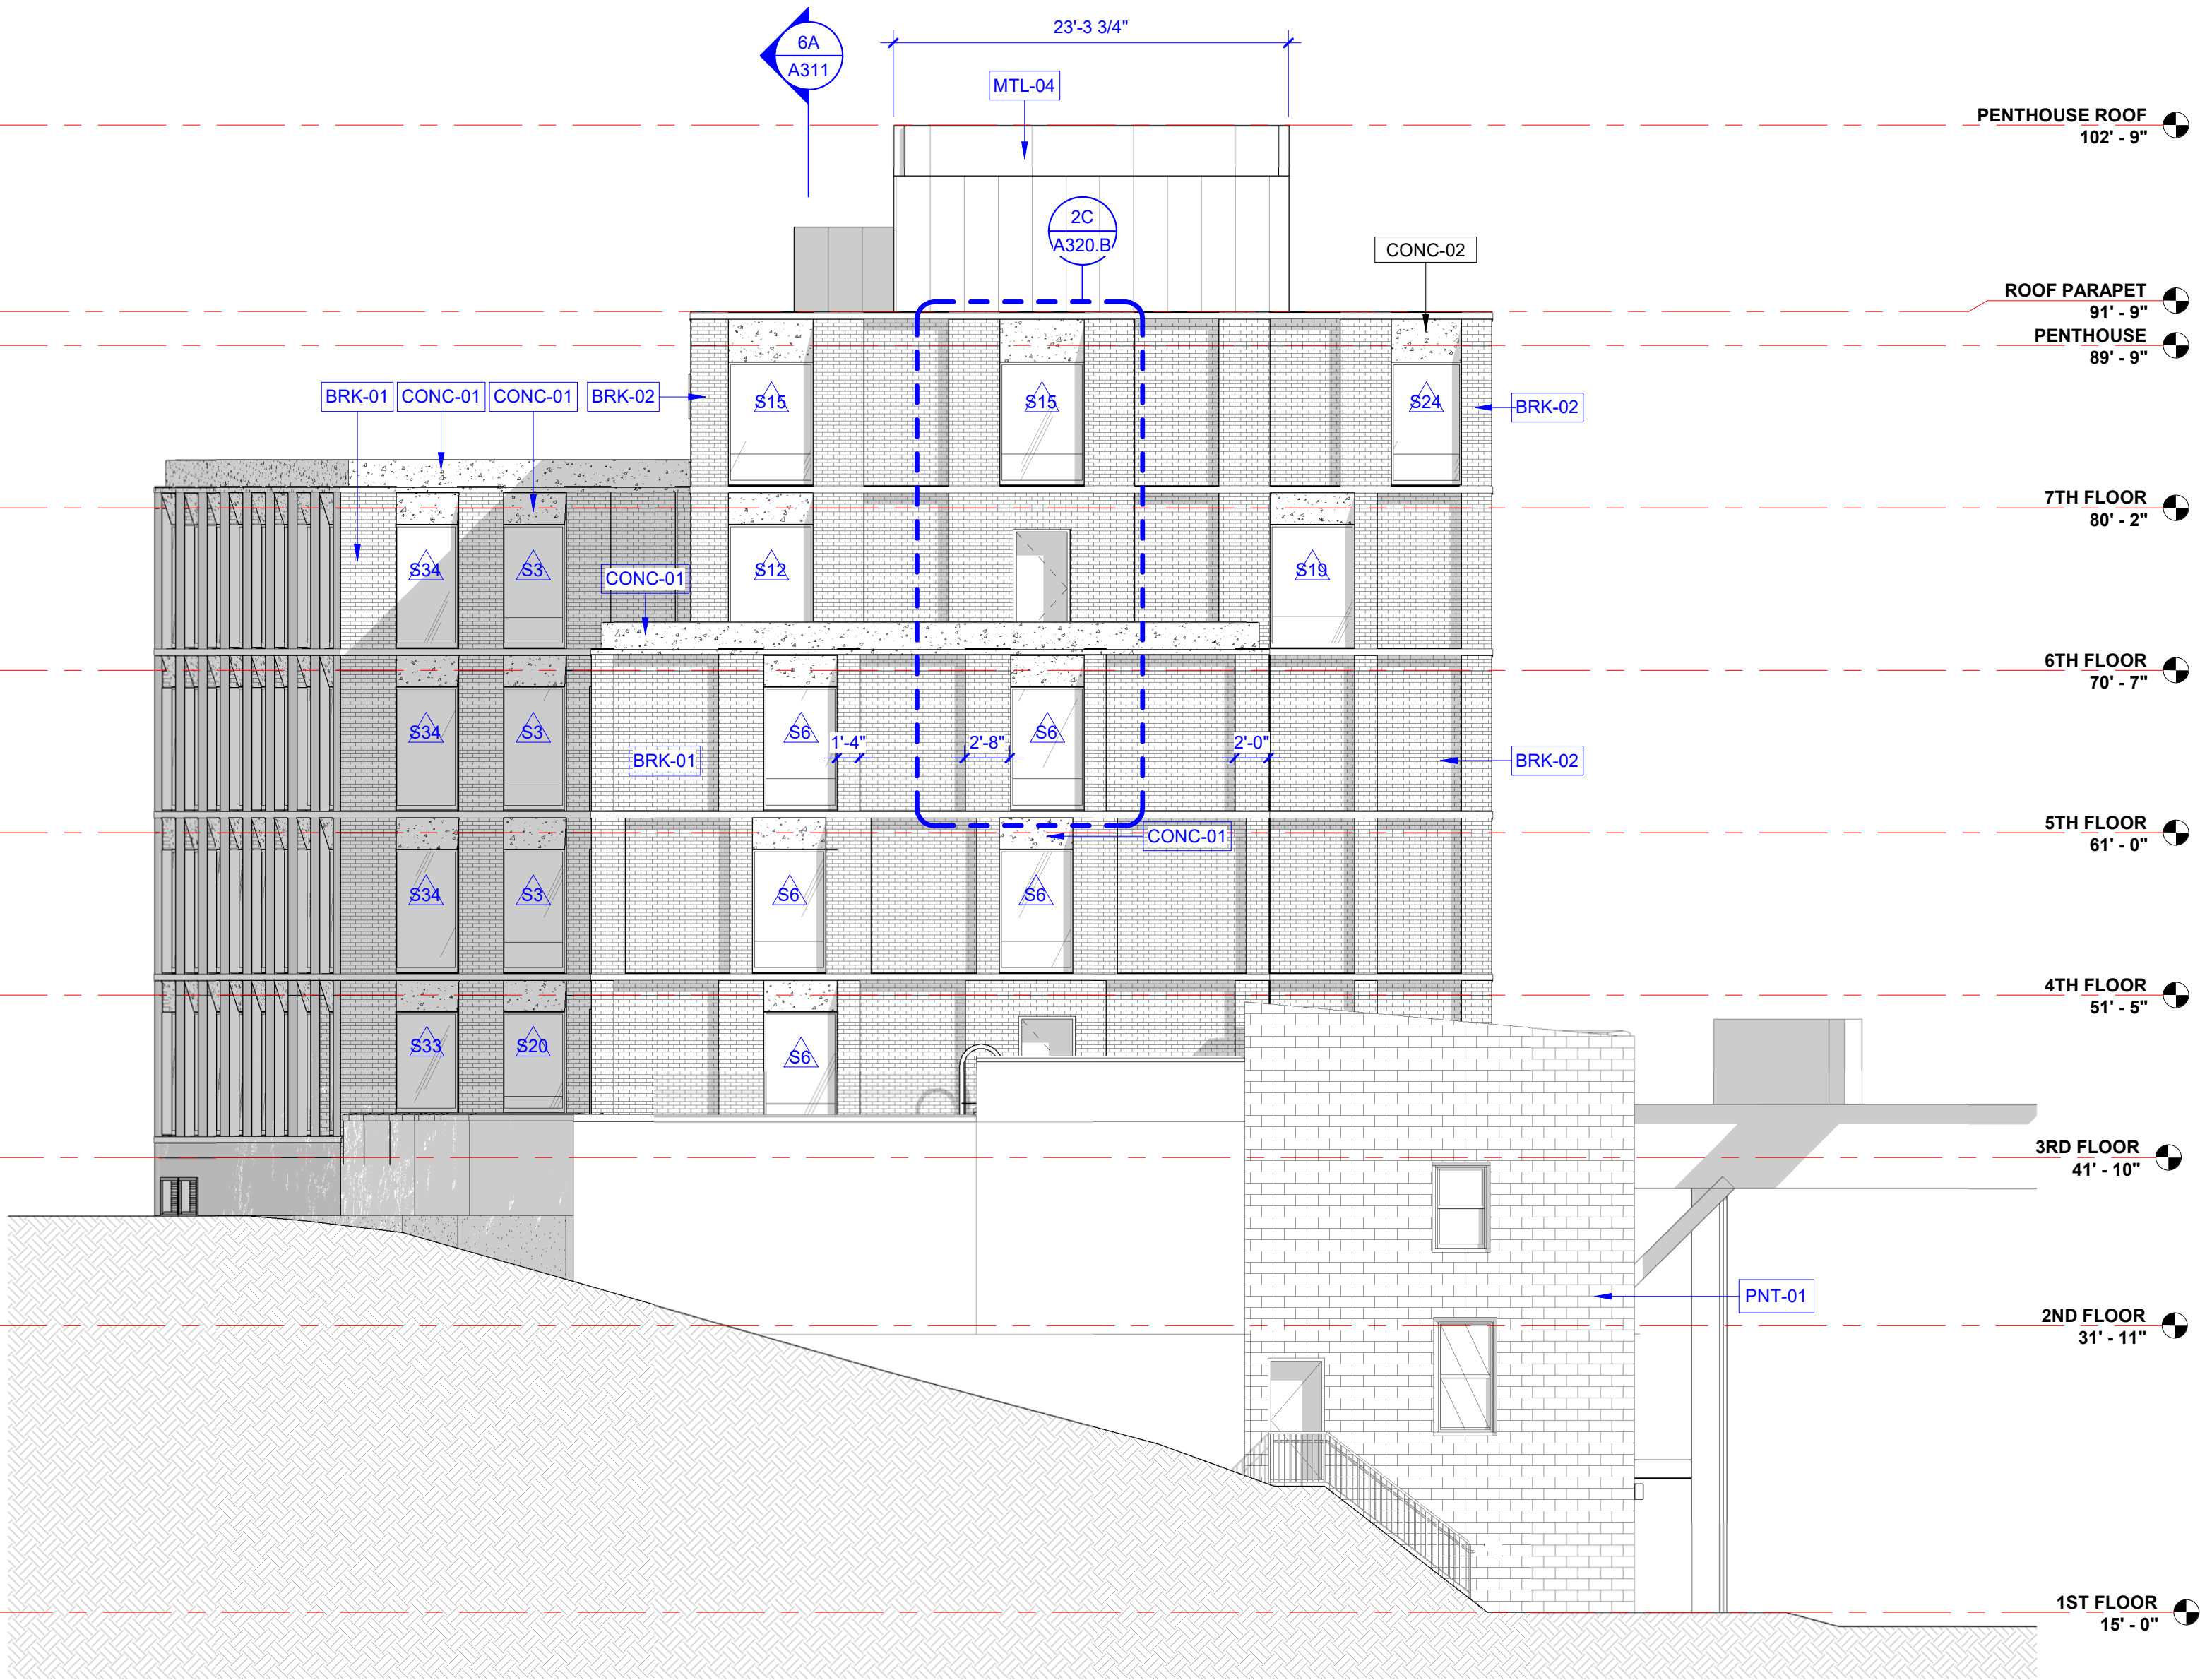 23'-3 3/4"
6A
A311
MTL-04
PENTHOUSE ROOF
102' - 9"
2C
A320.B
CONC-02
ROOF PARAPET
91' - 9"
PENTHOUSE
89' - 9"
BRK-01
CONC-01
CONC-01
BRK-02
S15
S15
S24
BRK-02
7TH FLOOR
80' - 2"
S34
S3
CONC-01
S12
S19
6TH FLOOR
70' - 7"
S34
S3
BRK-01
S6
1'-4"
2'-8"
S6
2'-0"
BRK-02
5TH FLOOR
61' - 0"
CONC-01
S34
S3
S6
S6
4TH FLOOR
51' - 5"
S33
S20
S6
3RD FLOOR
41' - 10"
PNT-01
2ND FLOOR
31' - 11"
1ST FLOOR
15' - 0"